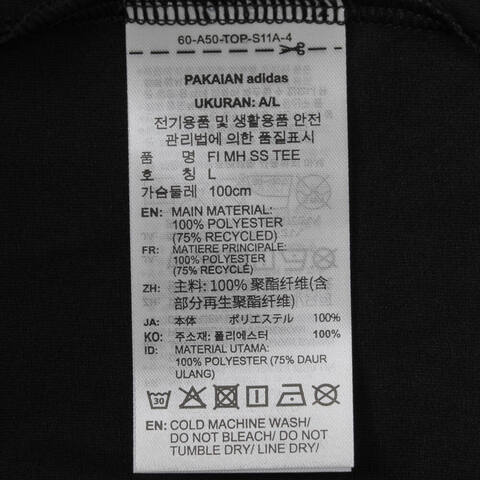 60-A50-TOP-S11A-4
PAKAIAN adidas
UKURAN: A/L
전기용품 및 생활용품 안전
관리법에 의한 품질표시
품 명 FI MH SS TEE
호 칭 L
가슴둘레 100cm
EN: MAIN MATERIAL:
100% POLYESTER
(75% RECYCLED)
FR: MATIERE PRINCIPALE:
100% POLYESTER
(75% RECYCLÉ)
ZH: 主料: 100% 聚酯纤维(含
部分再生聚酯纤维)
JA: 本体 ポリエステル 100%
KO: 주소재: 폴리에스터 100%
ID: MATERIAL UTAMA:
100% POLYESTER (75% DAUR
ULANG)
30
EN: COLD MACHINE WASH/
DO NOT BLEACH/ DO NOT
TUMBLE DRY/ LINE DRY/